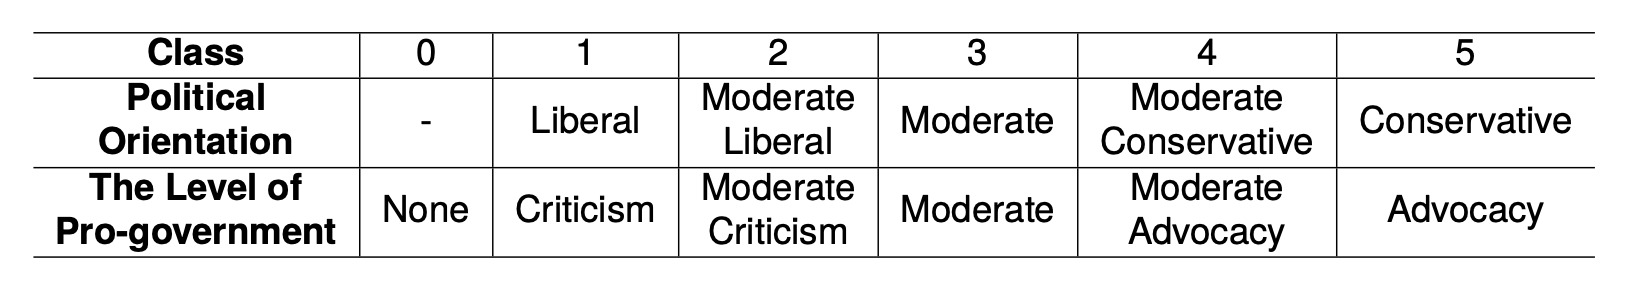 Class 0 1 2 3 4 5
Political Orientation - Liberal Moderate Liberal Moderate Moderate Conservative Conservative
The Level of Pro-government None Criticism Moderate Criticism Moderate Moderate Advocacy Advocacy